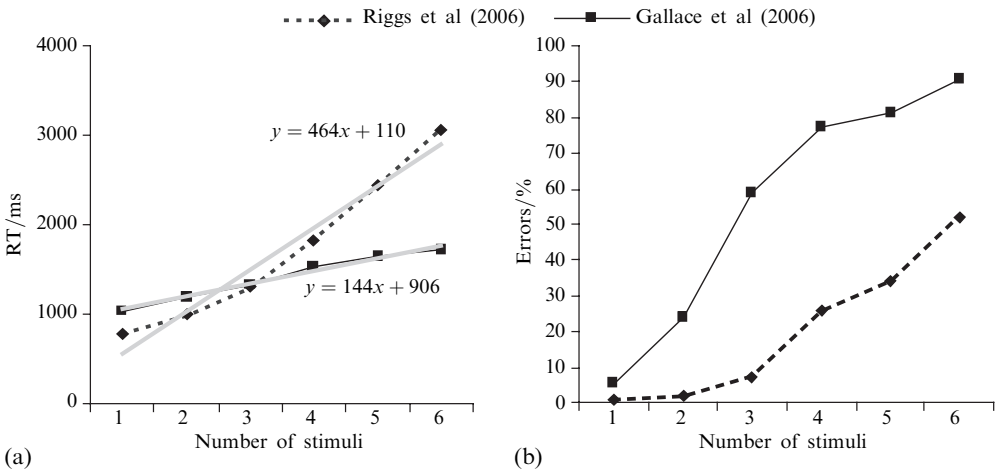 Riggs et al (2006) Gallace et al (2006)
4000
3000
2000
1000
0
RT/ms
y = 464x + 110
y = 144x + 906
1 2 3 4 5 6
Number of stimuli
(a)
100
90
80
70
60
50
40
30
20
10
0
Errors/%
1 2 3 4 5 6
Number of stimuli
(b)